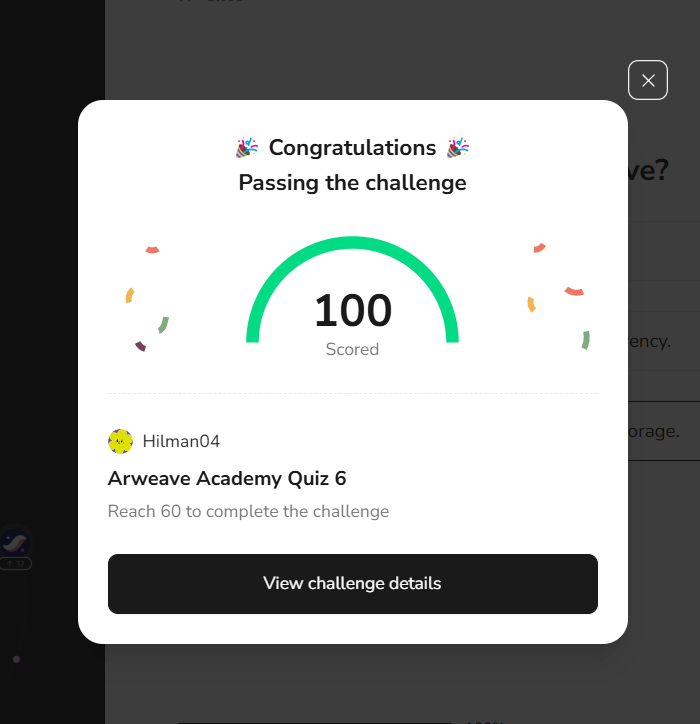 🎉 Congratulations 🎉
Passing the challenge
100
Scored
Hilman04
Arweave Academy Quiz 6
Reach 60 to complete the challenge
View challenge details
ve?
ency.
orage.